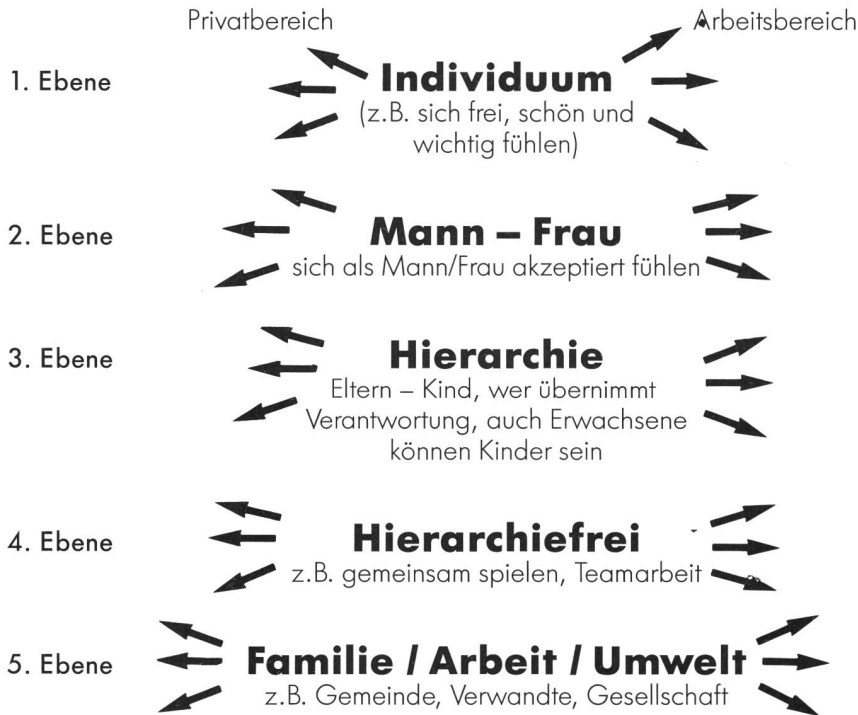 Privatbereich Arbeitsbereich
1. Ebene Individuum
(z.B. sich frei, schön und
wichtig fühlen)
2. Ebene Mann – Frau
sich als Mann/Frau akzeptiert fühlen
3. Ebene Hierarchie
Eltern – Kind, wer übernimmt
Verantwortung, auch Erwachsene
können Kinder sein
4. Ebene Hierarchiefrei
z.B. gemeinsam spielen, Teamarbeit
5. Ebene Familie / Arbeit / Umwelt
z.B. Gemeinde, Verwandte, Gesellschaft